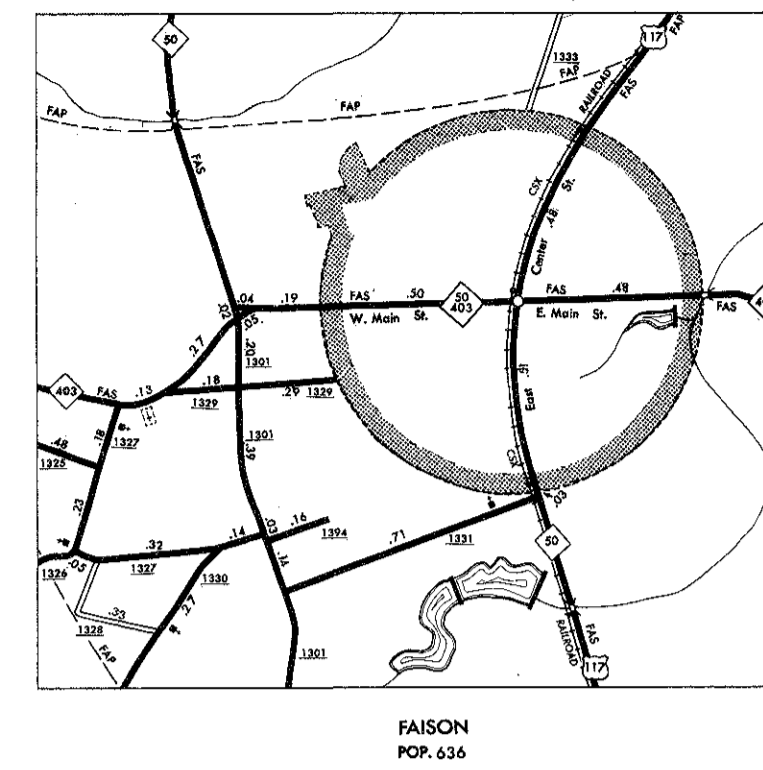 50
117
FAP
1333
FAP
RAILROAD
FAS
FAP
FAP
FAS
CSX
St.
.48
Center
.04
.19
FAS
.50
50
403
FAS
.48
FAS
.02
.05
W. Main St.
E. Main St.
.27
.20
1301
403
FAS
.13
.18
1329
.29
1329
.15
East
.18
1327
1301
.39
.48
1325
CSX
.03
.23
.16
1394
.03
.14
.71
1331
50
.32
1327
.05
1326
1330
.14
.27
.33
1328
FAP
1301
RAILROAD
FAS
117
FAISON
POP. 636